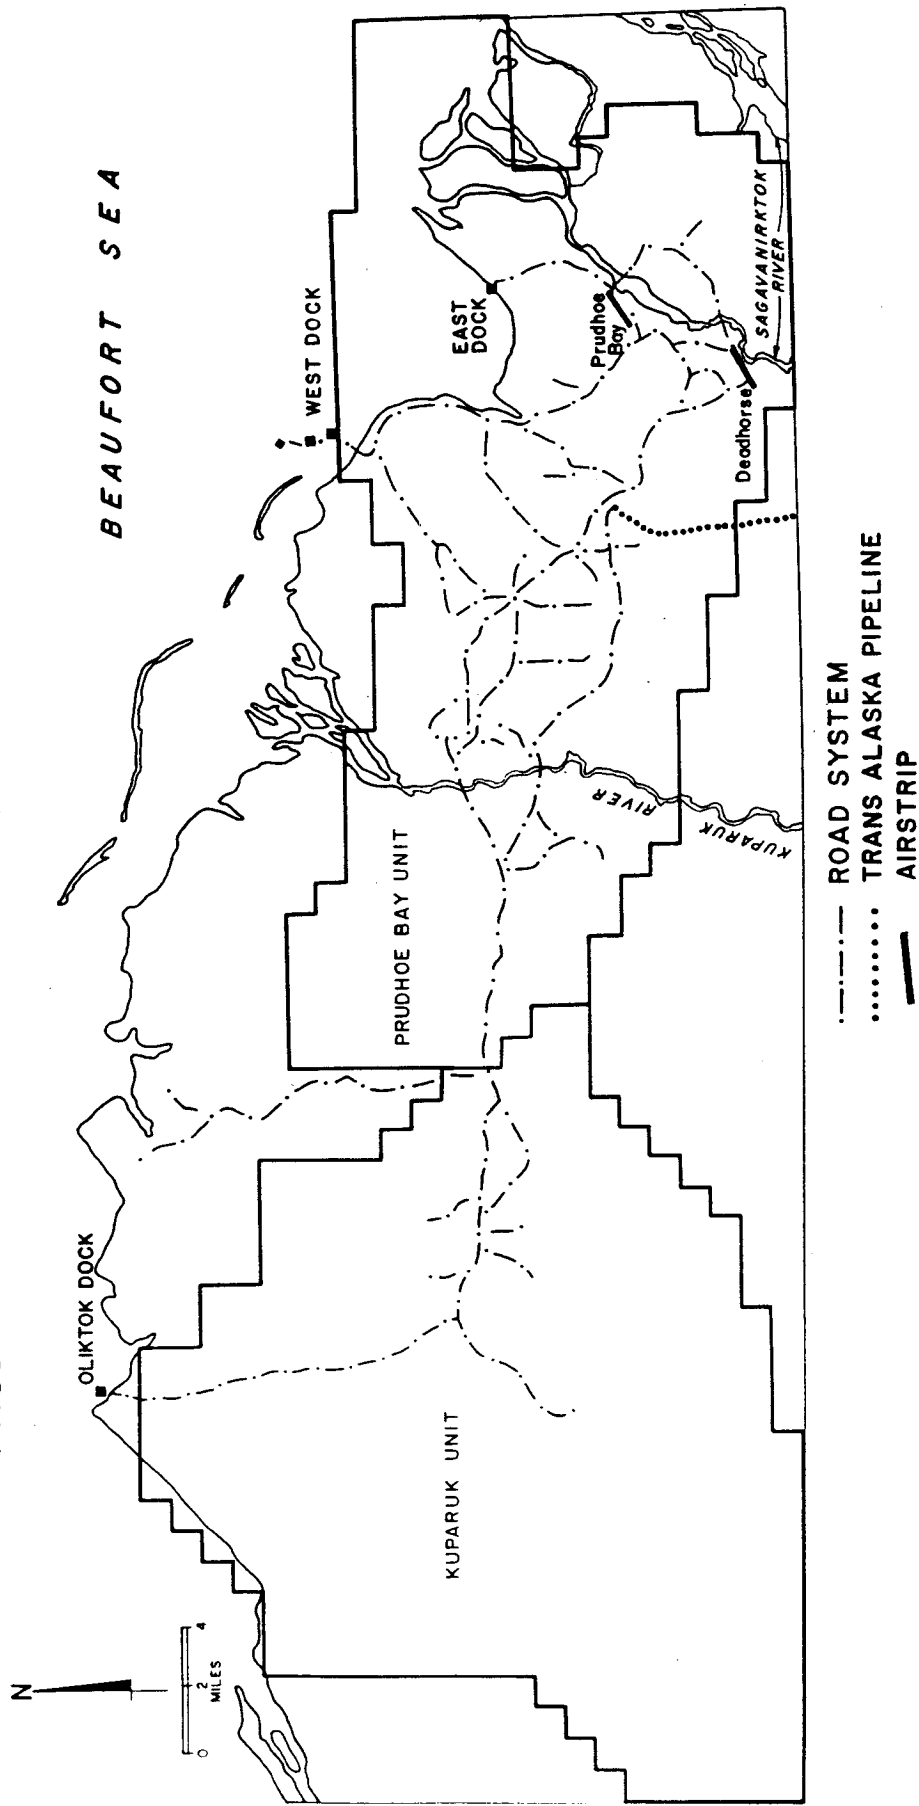 BEAUFORT SEA
N
0 2 4
MILES
OLIKTOK DOCK
WEST DOCK
EAST
DOCK
Prudhoe
Bay
Deadhorse
SAGAVANIRKTOK
RIVER
PRUDHOE BAY UNIT
KUPARUK UNIT
KUPARUK
RIVER
ROAD SYSTEM
TRANS ALASKA PIPELINE
AIRSTRIP